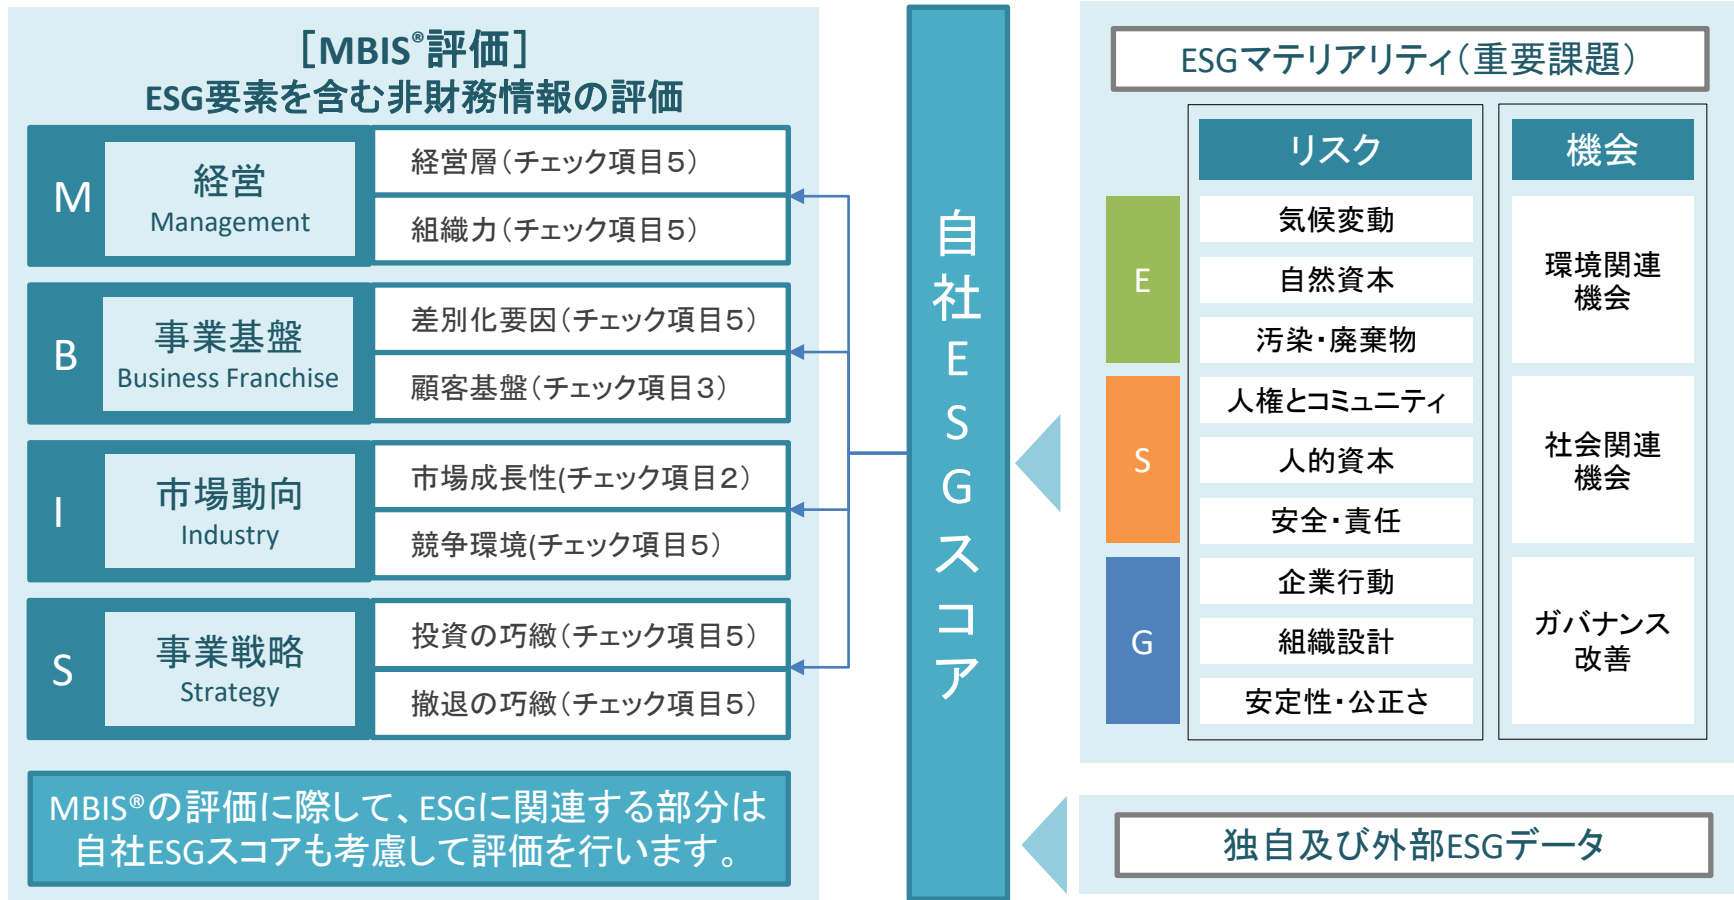 ［MBIS®評価］
ESG要素を含む非財務情報の評価
M
経営
Management
経営層（チェック項目５）
組織力（チェック項目５）
B
事業基盤
Business Franchise
差別化要因（チェック項目５）
顧客基盤（チェック項目３）
I
市場動向
Industry
市場成長性(チェック項目２）
競争環境(チェック項目５）
S
事業戦略
Strategy
投資の巧緻（チェック項目５）
撤退の巧緻（チェック項目５）
MBIS®の評価に際して、ESGに関連する部分は
自社ESGスコアも考慮して評価を行います。
自社ESGスコア
ESGマテリアリティ（重要課題）
リスク
機会
E
気候変動
自然資本
汚染・廃棄物
環境関連
機会
S
人権とコミュニティ
人的資本
安全・責任
社会関連
機会
G
企業行動
組織設計
安定性・公正さ
ガバナンス
改善
独自及び外部ESGデータ